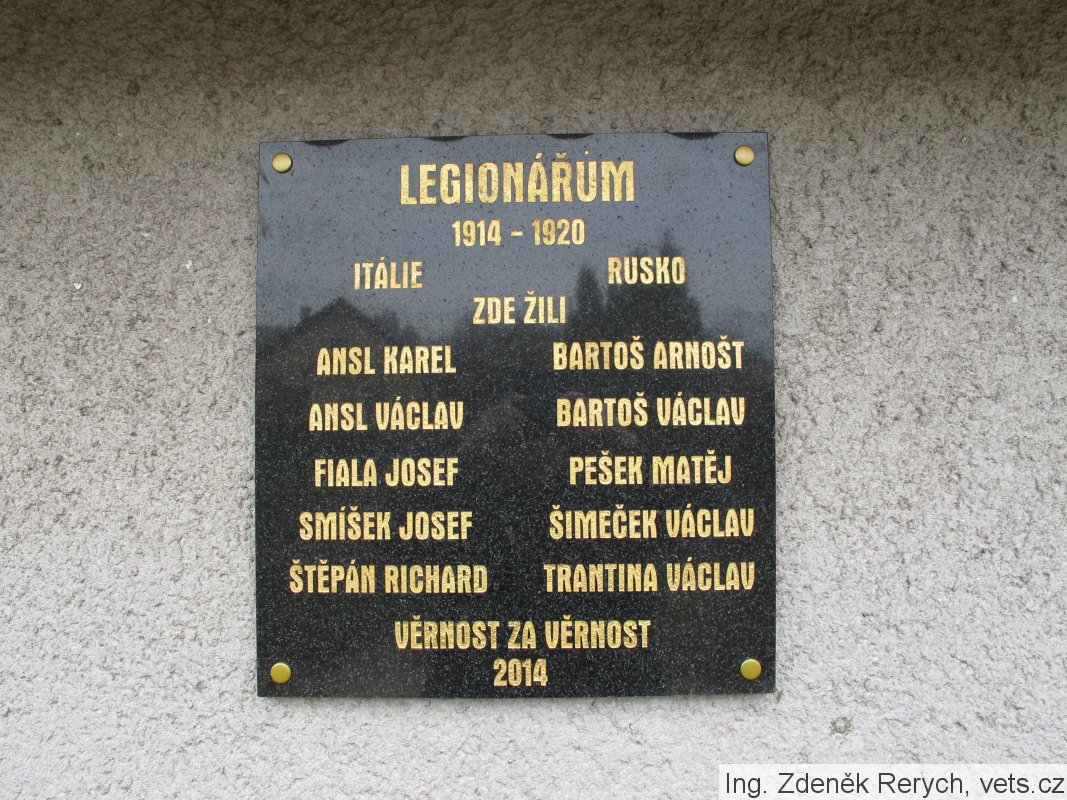 LEGIONÁŘŮM
1914 - 1920
ITÁLIE RUSKO
ZDE ŽILI
ANSL KAREL BARTOŠ ARNOŠT
ANSL VÁCLAV BARTOŠ VÁCLAV
FIALA JOSEF PEŠEK MATĚJ
SMÍŠEK JOSEF ŠIMEČEK VÁCLAV
ŠTĚPÁN RICHARD TRANTINA VÁCLAV
VĚRNOST ZA VĚRNOST
2014
Ing. Zdeněk Rerych, vets.cz